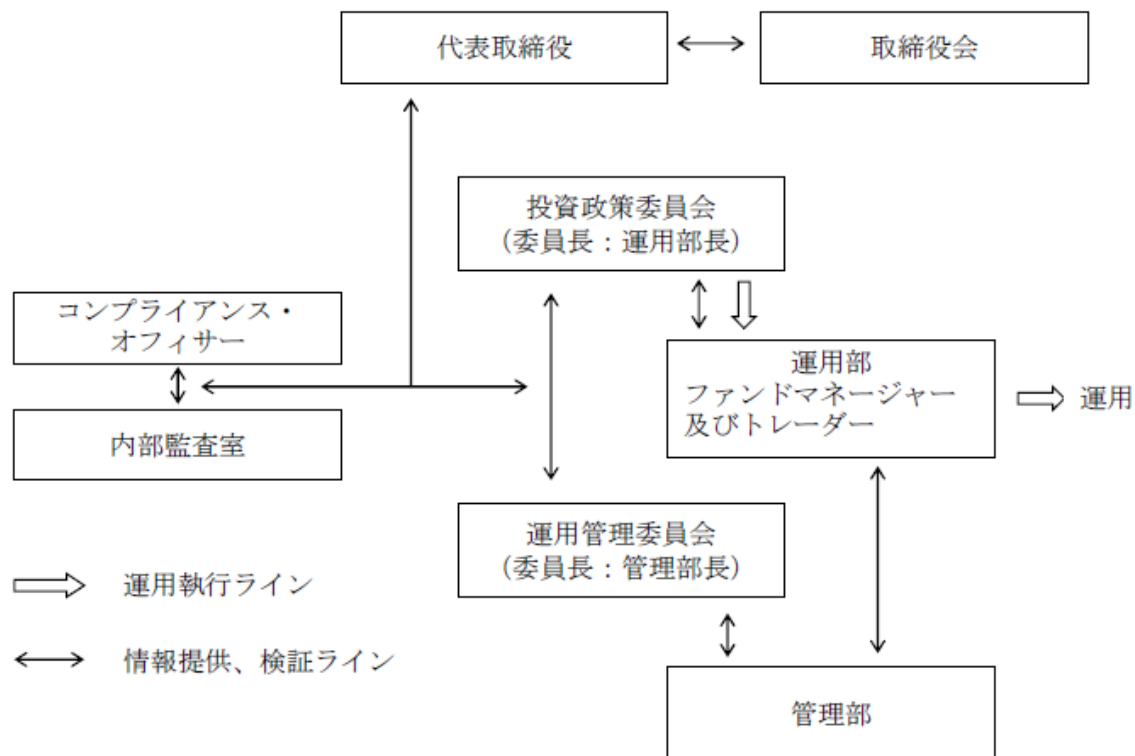 代表取締役
取締役会
投資政策委員会
（委員長：運用部長）
コンプライアンス・
オフィサー
内部監査室
運用部
ファンドマネージャー
及びトレーダー
運用
運用管理委員会
（委員長：管理部長）
運用執行ライン
情報提供、検証ライン
管理部